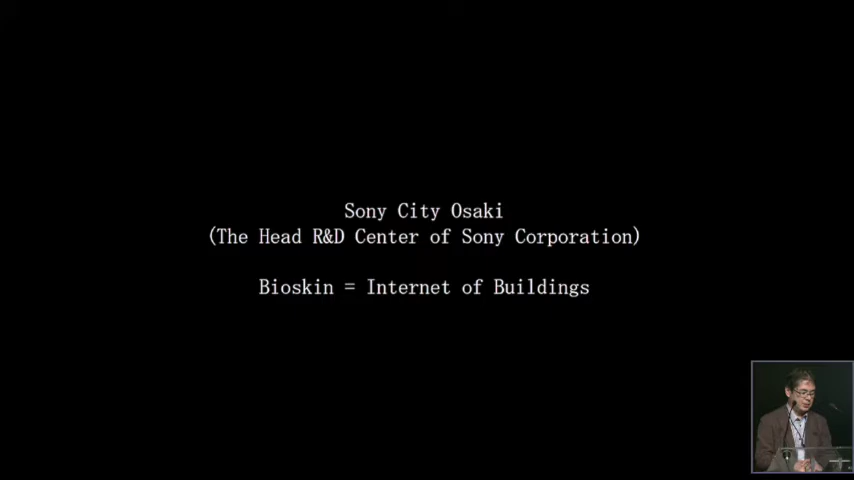 Sony City Osaki
(The Head R&D Center of Sony Corporation)
Bioskin = Internet of Buildings